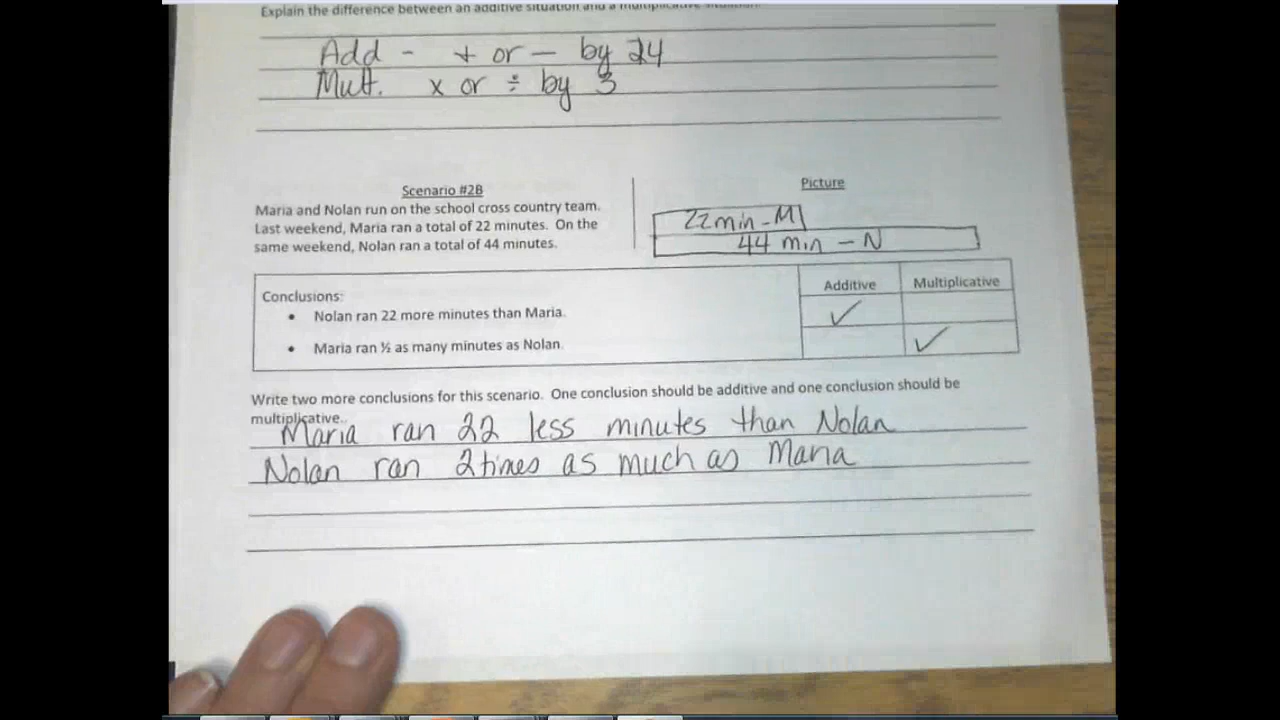 Explain the difference between an additive situation and a multiplicative situation.
Add - + or — by 24
Mult. x or ÷ by 3
Scenario #2B
Maria and Nolan run on the school cross country team.
Last weekend, Maria ran a total of 22 minutes. On the
same weekend, Nolan ran a total of 44 minutes.
Picture
22min - M
44 min - N
Additive Multiplicative
Conclusions:
• Nolan ran 22 more minutes than Maria.
✓
• Maria ran ½ as many minutes as Nolan.
✓
Write two more conclusions for this scenario. One conclusion should be additive and one conclusion should be
multiplicative.
Maria ran 22 less minutes than Nolan
Nolan ran 2times as much as Maria